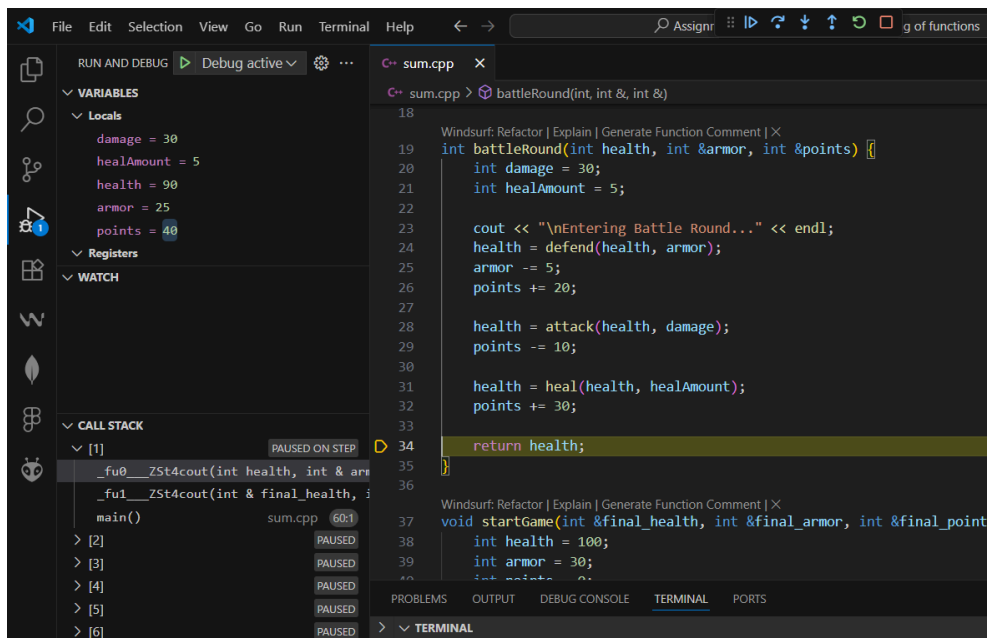 File Edit Selection View Go Run Terminal Help
Assignr
g of functions
RUN AND DEBUG Debug active
VARIABLES
Locals
damage = 30
healAmount = 5
health = 90
armor = 25
points = 40
Registers
WATCH
CALL STACK
[1] PAUSED ON STEP
_fu0___ZSt4cout(int health, int & arm
_fu1___ZSt4cout(int & final_health, i
main() sum.cpp 60:1
[2] PAUSED
[3] PAUSED
[4] PAUSED
[5] PAUSED
[6] PAUSED
1
C++ sum.cpp
C++ sum.cpp > battleRound(int, int &, int &)
18
Windsurf: Refactor | Explain | Generate Function Comment | X
19 int battleRound(int health, int &armor, int &points) {
20 int damage = 30;
21 int healAmount = 5;
22
23 cout << "\nEntering Battle Round..." << endl;
24 health = defend(health, armor);
25 armor -= 5;
26 points += 20;
27
28 health = attack(health, damage);
29 points -= 10;
30
31 health = heal(health, healAmount);
32 points += 30;
33
34 return health;
35 }
36
Windsurf: Refactor | Explain | Generate Function Comment | X
37 void startGame(int &final_health, int &final_armor, int &final_point
38 int health = 100;
39 int armor = 30;
40 int points = 0;
PROBLEMS OUTPUT DEBUG CONSOLE TERMINAL PORTS
TERMINAL